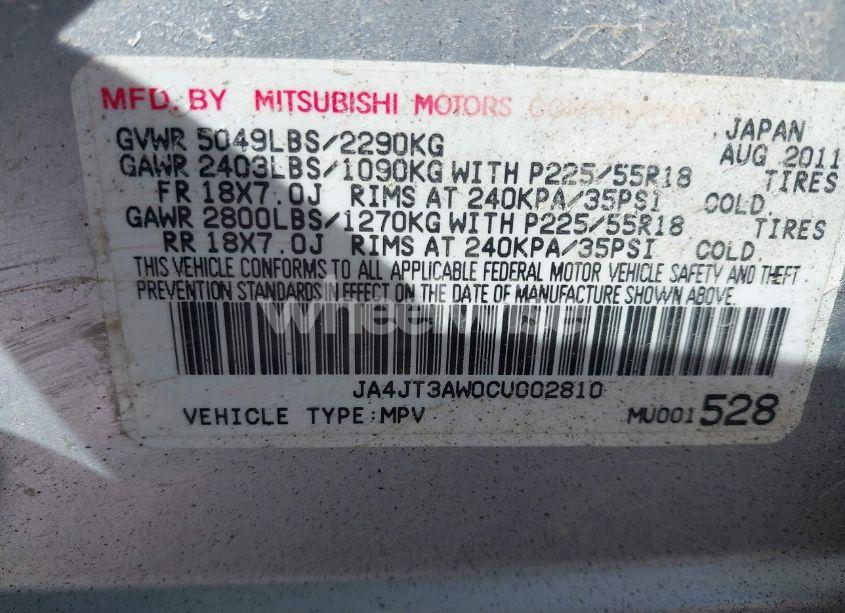 MFD. BY MITSUBISHI MOTORS CORPORATION
JAPAN
GVWR 5049LBS/2290KG
AUG 2011
GAWR 2403LBS/1090KG WITH P225/55R18 TIRES
FR 18X7.0J RIMS AT 240KPA/35PSI COLD.
GAWR 2800LBS/1270KG WITH P225/55R18 TIRES
RR 18X7.0J RIMS AT 240KPA/35PSI COLD.
THIS VEHICLE CONFORMS TO ALL APPLICABLE FEDERAL MOTOR VEHICLE SAFETY AND THEFT
PREVENTION STANDARDS IN EFFECT ON THE DATE OF MANUFACTURE SHOWN ABOVE.
JA4JT3AW0CU002810
VEHICLE TYPE:MPV MU001 528